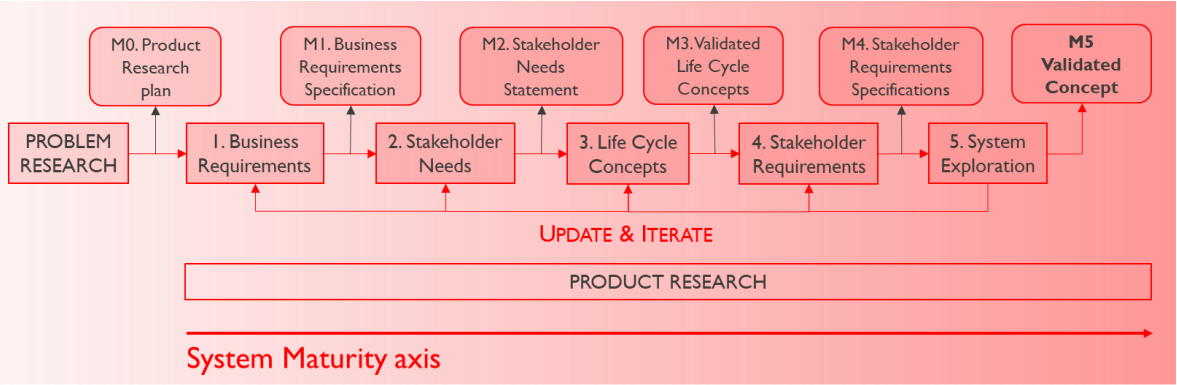 M0. Product
Research
plan
M1. Business
Requirements
Specification
M2. Stakeholder
Needs
Statement
M3. Validated
Life Cycle
Concepts
M4. Stakeholder
Requirements
Specifications
M5
Validated
Concept
PROBLEM
RESEARCH
1. Business
Requirements
2. Stakeholder
Needs
3. Life Cycle
Concepts
4. Stakeholder
Requirements
5. System
Exploration
UPDATE & ITERATE
PRODUCT RESEARCH
System Maturity axis